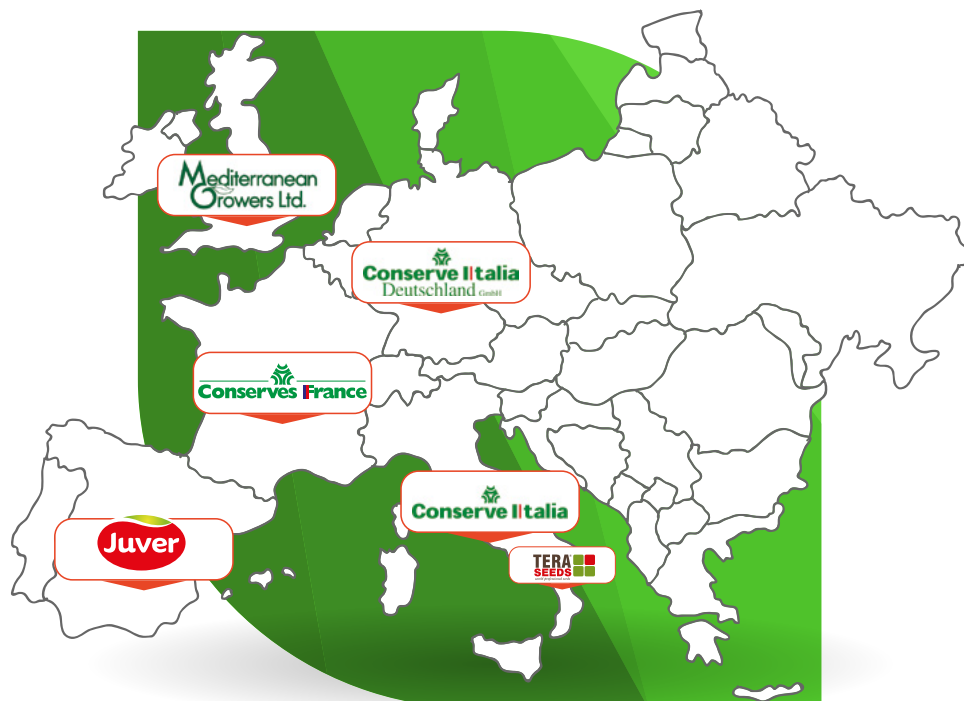 Mediterranean
Growers Ltd.
Conserve Italia
Deutschland GmbH
Conserves France
Conserve Italia
Juver
TERA
SEEDS